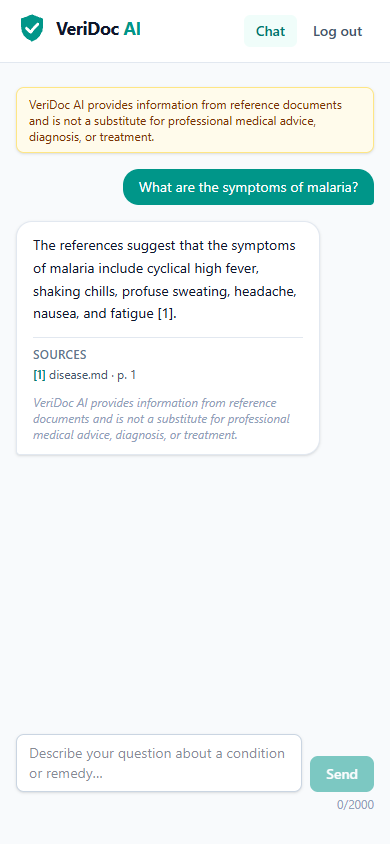 VeriDoc AI
Chat
Log out
VeriDoc AI provides information from reference documents
and is not a substitute for professional medical advice,
diagnosis, or treatment.
What are the symptoms of malaria?
The references suggest that the symptoms
of malaria include cyclical high fever,
shaking chills, profuse sweating, headache,
nausea, and fatigue [1].
SOURCES
[1] disease.md · p. 1
VeriDoc AI provides information from reference
documents and is not a substitute for professional
medical advice, diagnosis, or treatment.
Describe your question about a condition
or remedy...
Send
0/2000